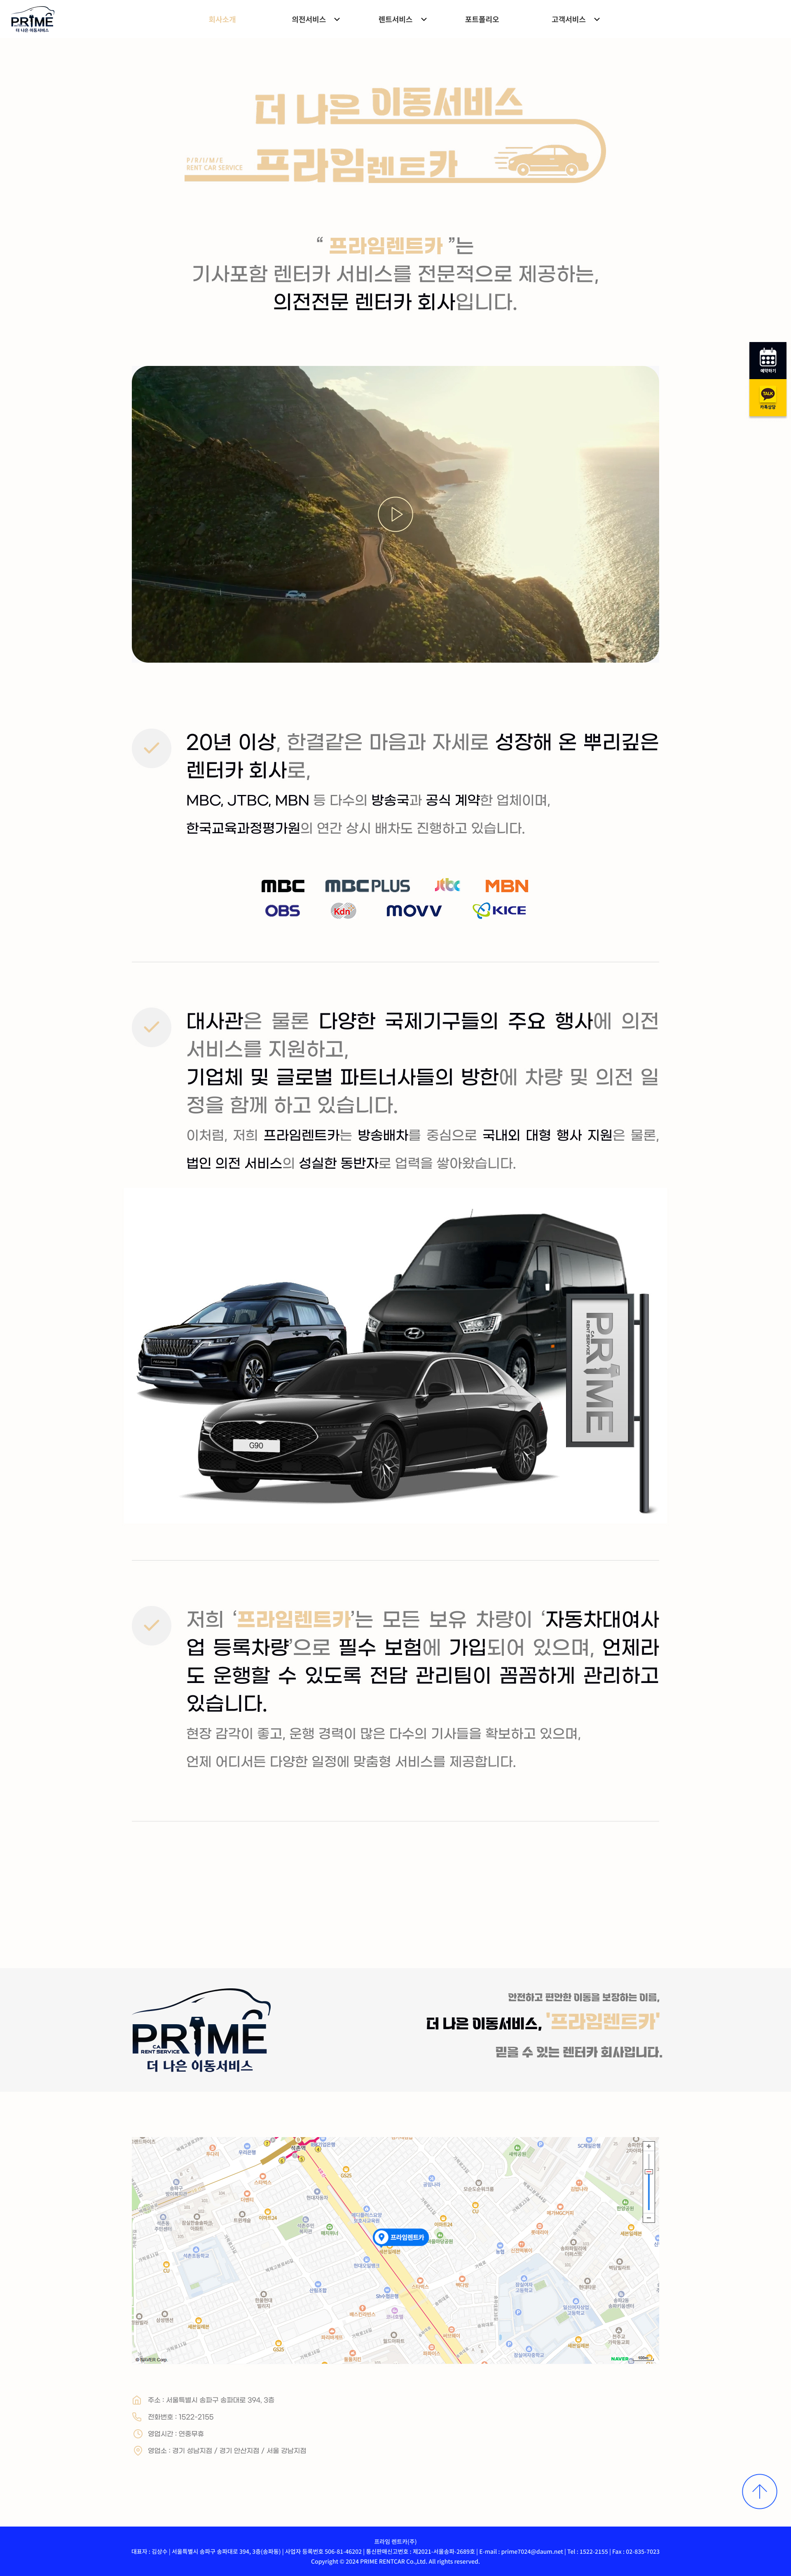 PRIME
더 나은 이동서비스
회사소개
의전서비스
렌트서비스
포트폴리오
고객서비스
더 나은 이동서비스
P/R/I/M/E
RENT CAR SERVICE
프라임렌트카
“ 프라임렌트카 ”는
기사포함 렌터카 서비스를 전문적으로 제공하는,
의전전문 렌터카 회사입니다.
예약하기
TALK
카톡상담
20년 이상, 한결같은 마음과 자세로 성장해 온 뿌리깊은
렌터카 회사로,
MBC, JTBC, MBN 등 다수의 방송국과 공식 계약한 업체이며,
한국교육과정평가원의 연간 상시 배차도 진행하고 있습니다.
MBC MBC PLUS jtbc MBN
OBS Kdn MOVV KICE
대사관은 물론 다양한 국제기구들의 주요 행사에 의전
서비스를 지원하고,
기업체 및 글로벌 파트너사들의 방한에 차량 및 의전 일
정을 함께 하고 있습니다.
이처럼, 저희 프라임렌트카는 방송배차를 중심으로 국내외 대형 행사 지원은 물론,
법인 의전 서비스의 성실한 동반자로 업력을 쌓아왔습니다.
G90
PRIME
CAR
RENT SERVICE
저희 ‘프라임렌트카’는 모든 보유 차량이 ‘자동차대여사
업 등록차량’으로 필수 보험에 가입되어 있으며, 언제라
도 운행할 수 있도록 전담 관리팀이 꼼꼼하게 관리하고
있습니다.
현장 감각이 좋고, 운행 경력이 많은 다수의 기사들을 확보하고 있으며,
언제 어디서든 다양한 일정에 맞춤형 서비스를 제공합니다.
PRIME
CAR
RENT SERVICE
더 나은 이동서비스
안전하고 편안한 이동을 보장하는 이름,
더 나은 이동서비스, '프라임렌트카'
믿을 수 있는 렌터카 회사입니다.
프라임렌트카
GS25
CU
스타벅스
이마트24
세븐일레븐
NAVER
주소 : 서울특별시 송파구 송파대로 394, 3층
전화번호 : 1522-2155
영업시간 : 연중무휴
영업소 : 경기 성남지점 / 경기 안산지점 / 서울 강남지점
프라임 렌트카(주)
대표자 : 김성수 | 서울특별시 송파구 송파대로 394, 3층(송파동) | 사업자 등록번호 506-81-46202 | 통신판매신고번호 : 제2021-서울송파-2689호 | E-mail : prime7024@daum.net | Tel : 1522-2155 | Fax : 02-835-7023
Copyright © 2024 PRIME RENTCAR Co.,Ltd. All rights reserved.